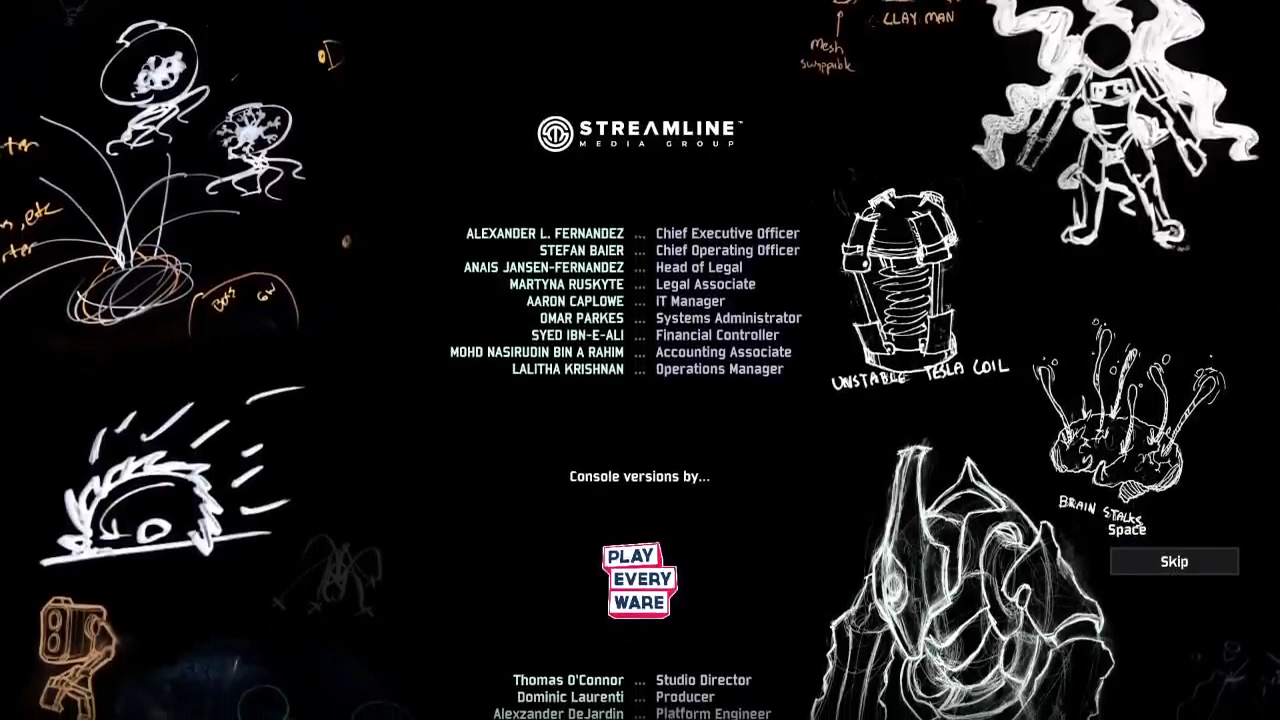 CLAY MAN
Mesh
swappable
STREAMLINE™
MEDIA GROUP
ALEXANDER L. FERNANDEZ ... Chief Executive Officer
STEFAN BAIER ... Chief Operating Officer
ANAIS JANSEN-FERNANDEZ ... Head of Legal
MARTYNA RUSKYTE ... Legal Associate
AARON CAPLOWE ... IT Manager
OMAR PARKES ... Systems Administrator
SYED IBN-E-ALI ... Financial Controller
MOHD NASIRUDIN BIN A RAHIM ... Accounting Associate
LALITHA KRISHNAN ... Operations Manager
UNSTABLE TESLA COIL
Console versions by...
BRAIN STALKS
Space
Skip
PLAY
EVERY
WARE
Thomas O'Connor ... Studio Director
Dominic Laurenti ... Producer
Alexzander DeJardin ... Platform Engineer